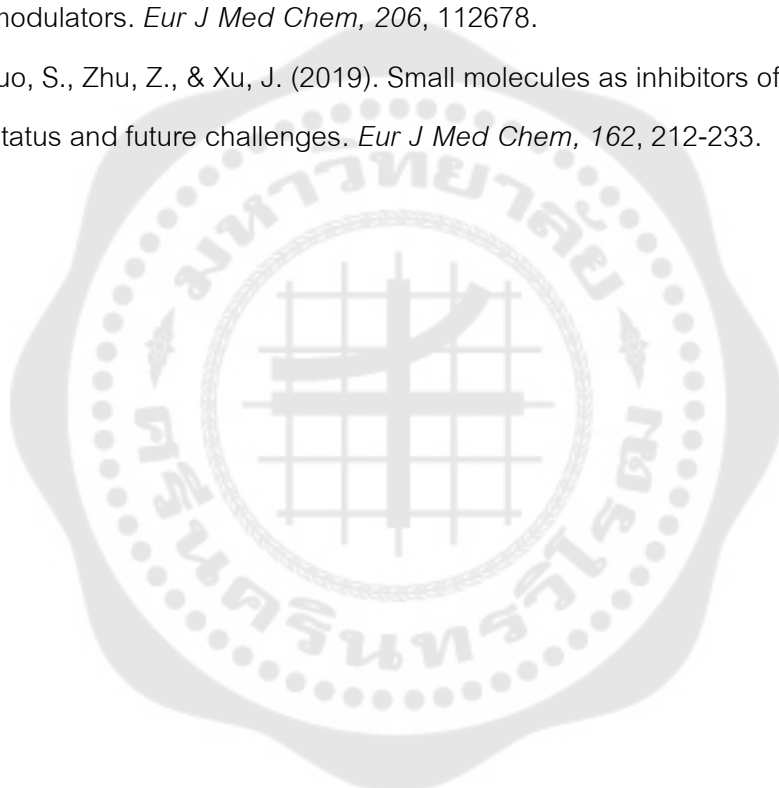 modulators. Eur J Med Chem, 206, 112678.
uo, S., Zhu, Z., & Xu, J. (2019). Small molecules as inhibitors of
tatus and future challenges. Eur J Med Chem, 162, 212-233.
มหาวิทยาลัย
ศรีนครินทรวิโรฒ